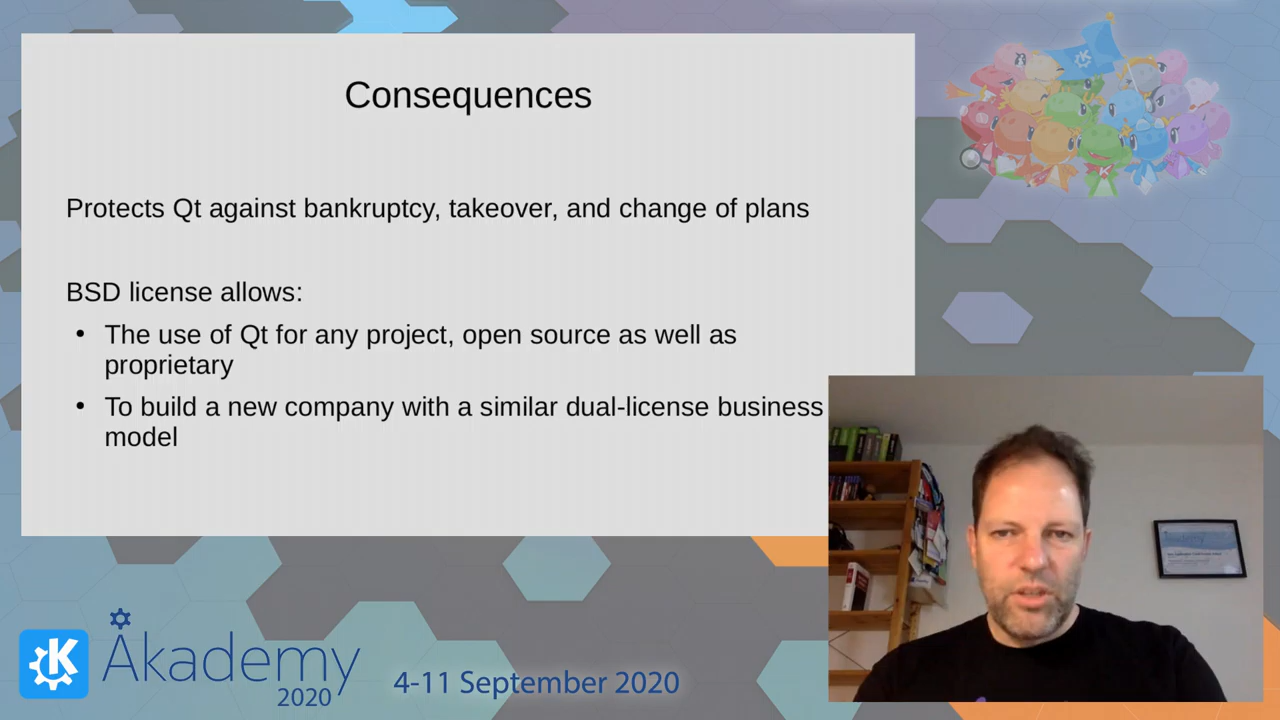 Consequences
Protects Qt against bankruptcy, takeover, and change of plans
BSD license allows:
• The use of Qt for any project, open source as well as
proprietary
• To build a new company with a similar dual-license business
model
K
Akademy
2020
4-11 September 2020